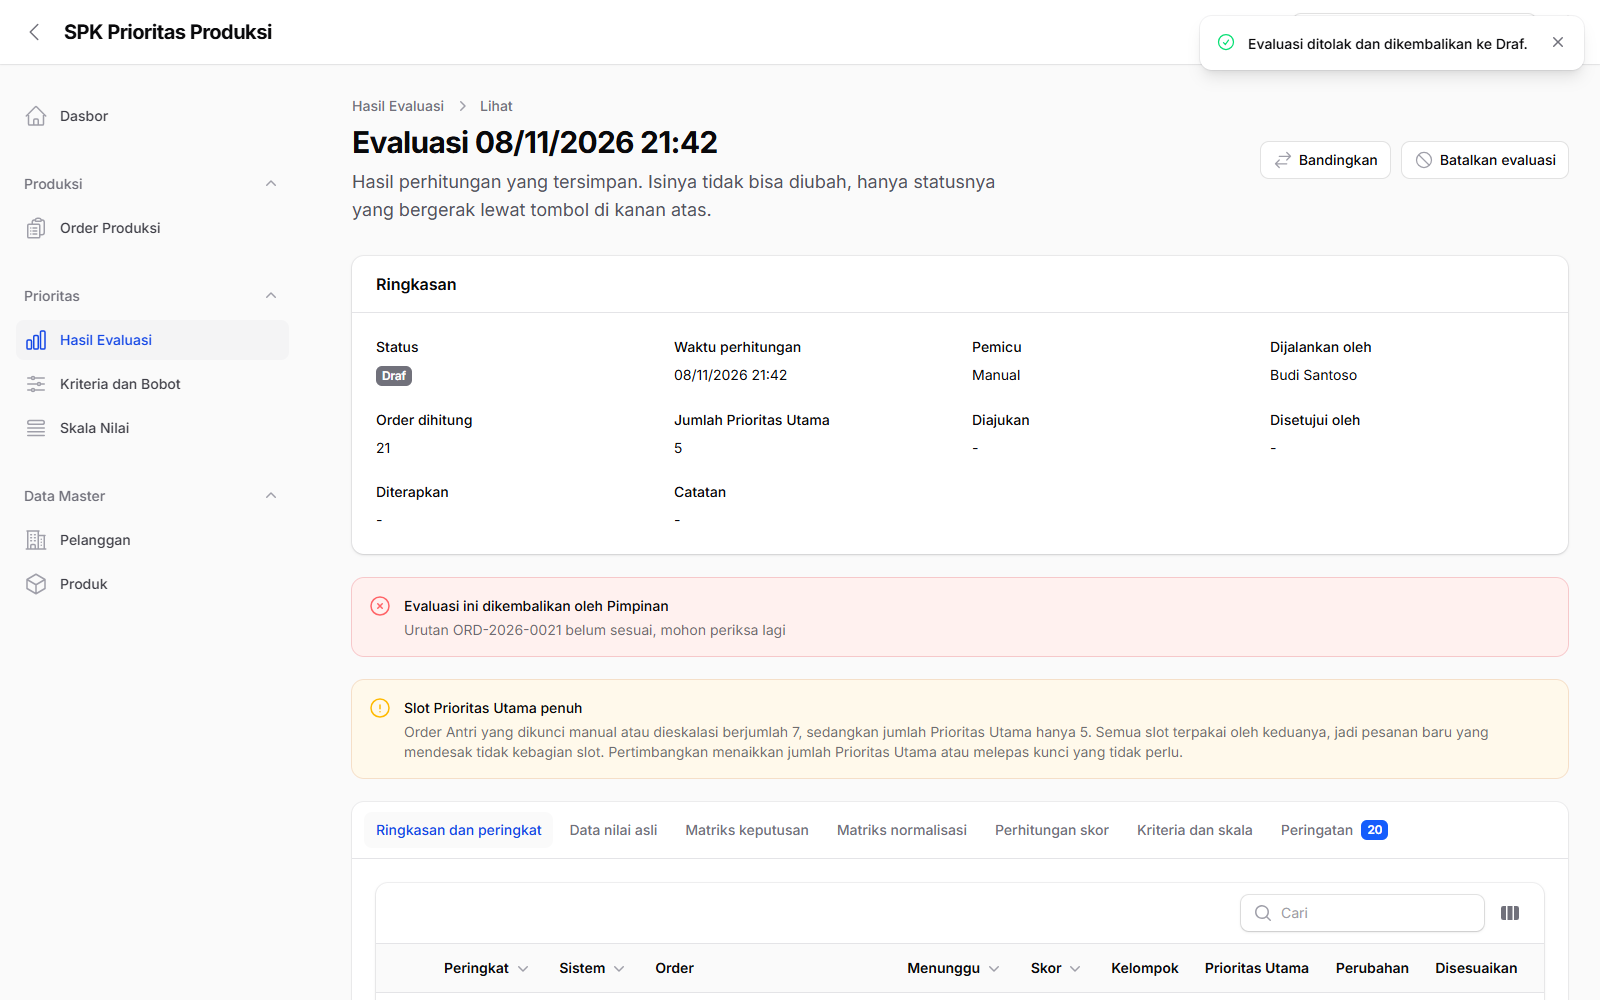 SPK Prioritas Produksi
Evaluasi ditolak dan dikembalikan ke Draf.
Dasbor
Produksi
Order Produksi
Prioritas
Hasil Evaluasi
Kriteria dan Bobot
Skala Nilai
Data Master
Pelanggan
Produk
Hasil Evaluasi > Lihat
Evaluasi 08/11/2026 21:42
Hasil perhitungan yang tersimpan. Isinya tidak bisa diubah, hanya statusnya
yang bergerak lewat tombol di kanan atas.
Bandingkan
Batalkan evaluasi
Ringkasan
Status Waktu perhitungan Pemicu Dijalankan oleh
Draf 08/11/2026 21:42 Manual Budi Santoso
Order dihitung Jumlah Prioritas Utama Diajukan Disetujui oleh
21 5 - -
Diterapkan Catatan
- -
Evaluasi ini dikembalikan oleh Pimpinan
Urutan ORD-2026-0021 belum sesuai, mohon periksa lagi
Slot Prioritas Utama penuh
Order Antri yang dikunci manual atau dieskalasi berjumlah 7, sedangkan jumlah Prioritas Utama hanya 5. Semua slot terpakai oleh keduanya, jadi pesanan baru yang
mendesak tidak kebagian slot. Pertimbangkan menaikkan jumlah Prioritas Utama atau melepas kunci yang tidak perlu.
Ringkasan dan peringkat Data nilai asli Matriks keputusan Matriks normalisasi Perhitungan skor Kriteria dan skala Peringatan 20
Cari
Peringkat Sistem Order Menunggu Skor Kelompok Prioritas Utama Perubahan Disesuaikan